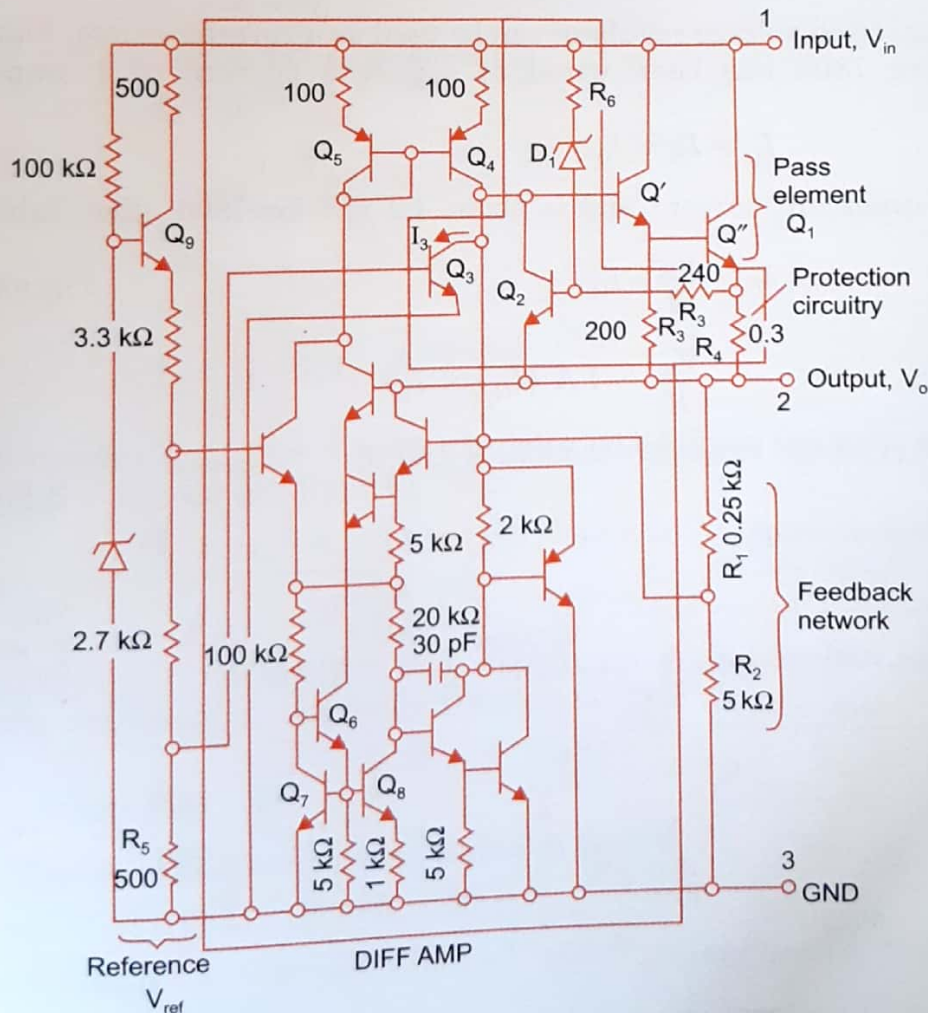 1
Input, Vin
500
100
100
R6
Q5
Q4
D1
100 kΩ
Q'
Pass
element
Q1
Q9
I3
Q3
Q"
Q2
240
Protection
circuitry
3.3 kΩ
200
R3
R3
R4
0.3
Output, Vo
2
R1 0.25 kΩ
5 kΩ
2 kΩ
Feedback
network
2.7 kΩ
100 kΩ
20 kΩ
30 pF
R2
5 kΩ
Q6
Q7
Q8
R5
500
5 kΩ
1 kΩ
5 kΩ
3
GND
Reference
Vref
DIFF AMP